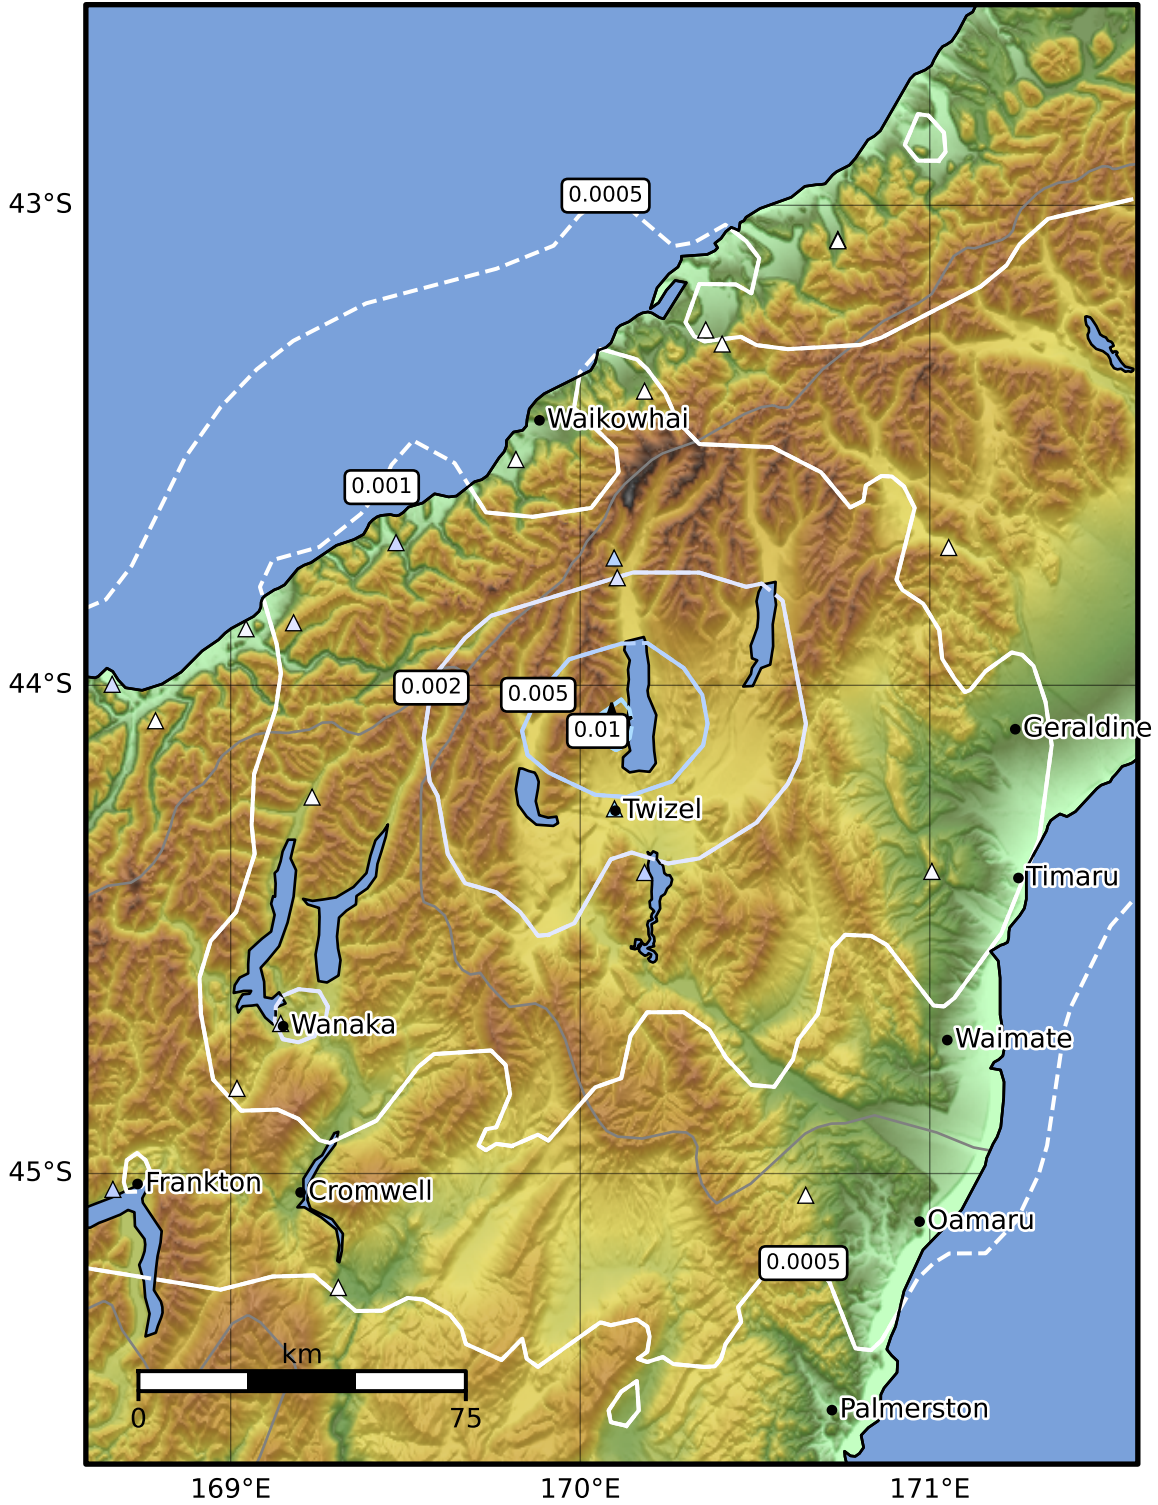 0.0005
43°S
Waikowhai
0.001
44°S
0.002
0.005
0.01
Geraldine
Twizel
Timaru
Wanaka
Waimate
45°S
Frankton
Cromwell
Oamaru
0.0005
km
0
75
Palmerston
169°E
170°E
171°E